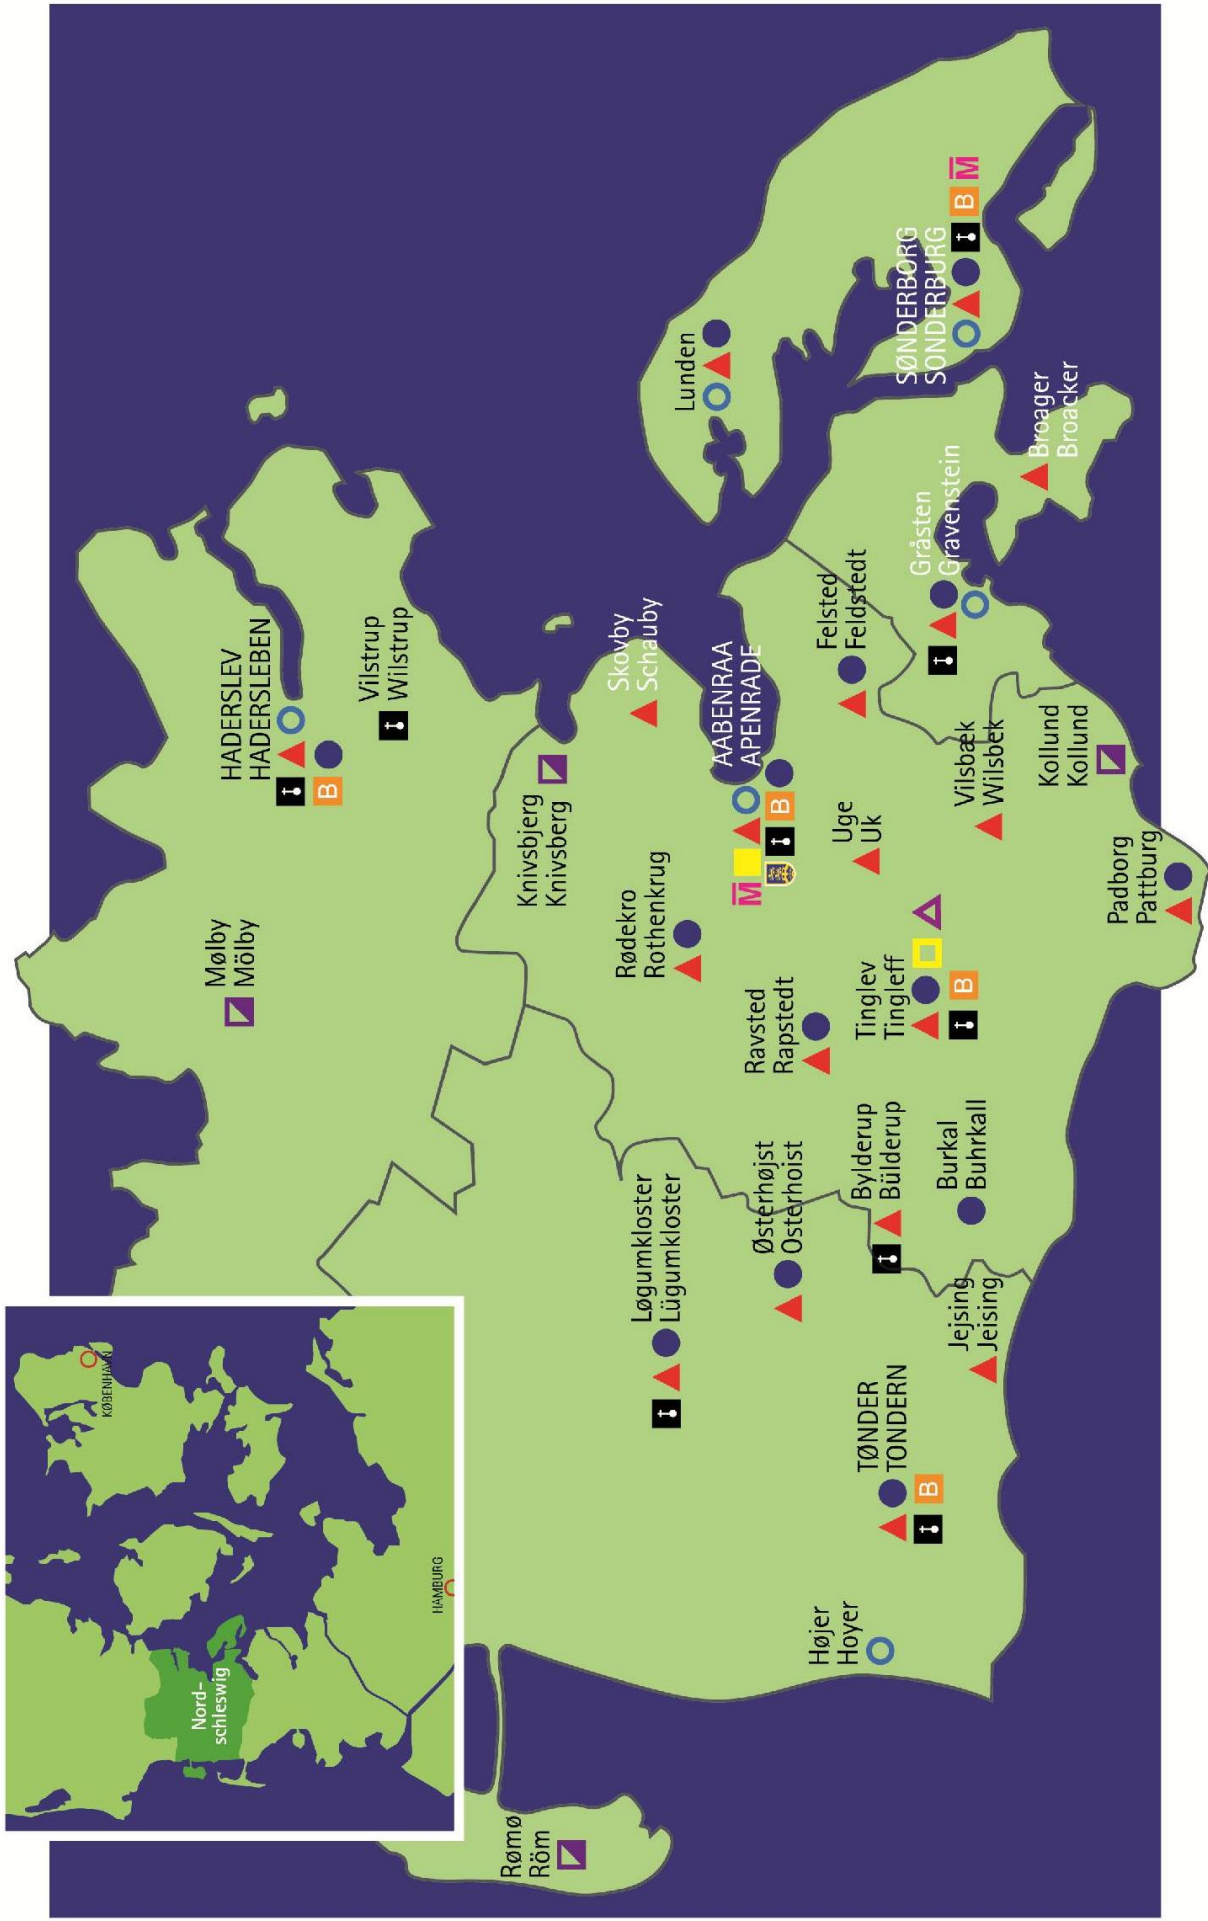 KØBENHAVN
HAMBURG
Nord-
schleswig
Rømø
Röm
Mølby
Mölby
HADERSLEV
HADERSLEBEN
Vilstrup
Wilstrup
B
Knivsbjerg
Knivsberg
Skovby
Schauby
Rødekro
Rothenkrug
Løgumkloster
Lügumkloster
Lunden
AABENRAA
APENRADE
M
B
Ravsted
Rapstedt
Østerhøjst
Osterhoist
Felsted
Feldstedt
Uge
Uk
Højer
Hoyer
TØNDER
TONDERN
B
Bylderup
Bülderup
Tinglev
Tingleff
B
Gråsten
Gravenstein
SØNDERBORG
SONDERBURG
B M
Jejsing
Jeising
Burkal
Buhrkall
Vilsbæk
Wilsbek
Broager
Broacker
Kollund
Kollund
Padborg
Pattburg